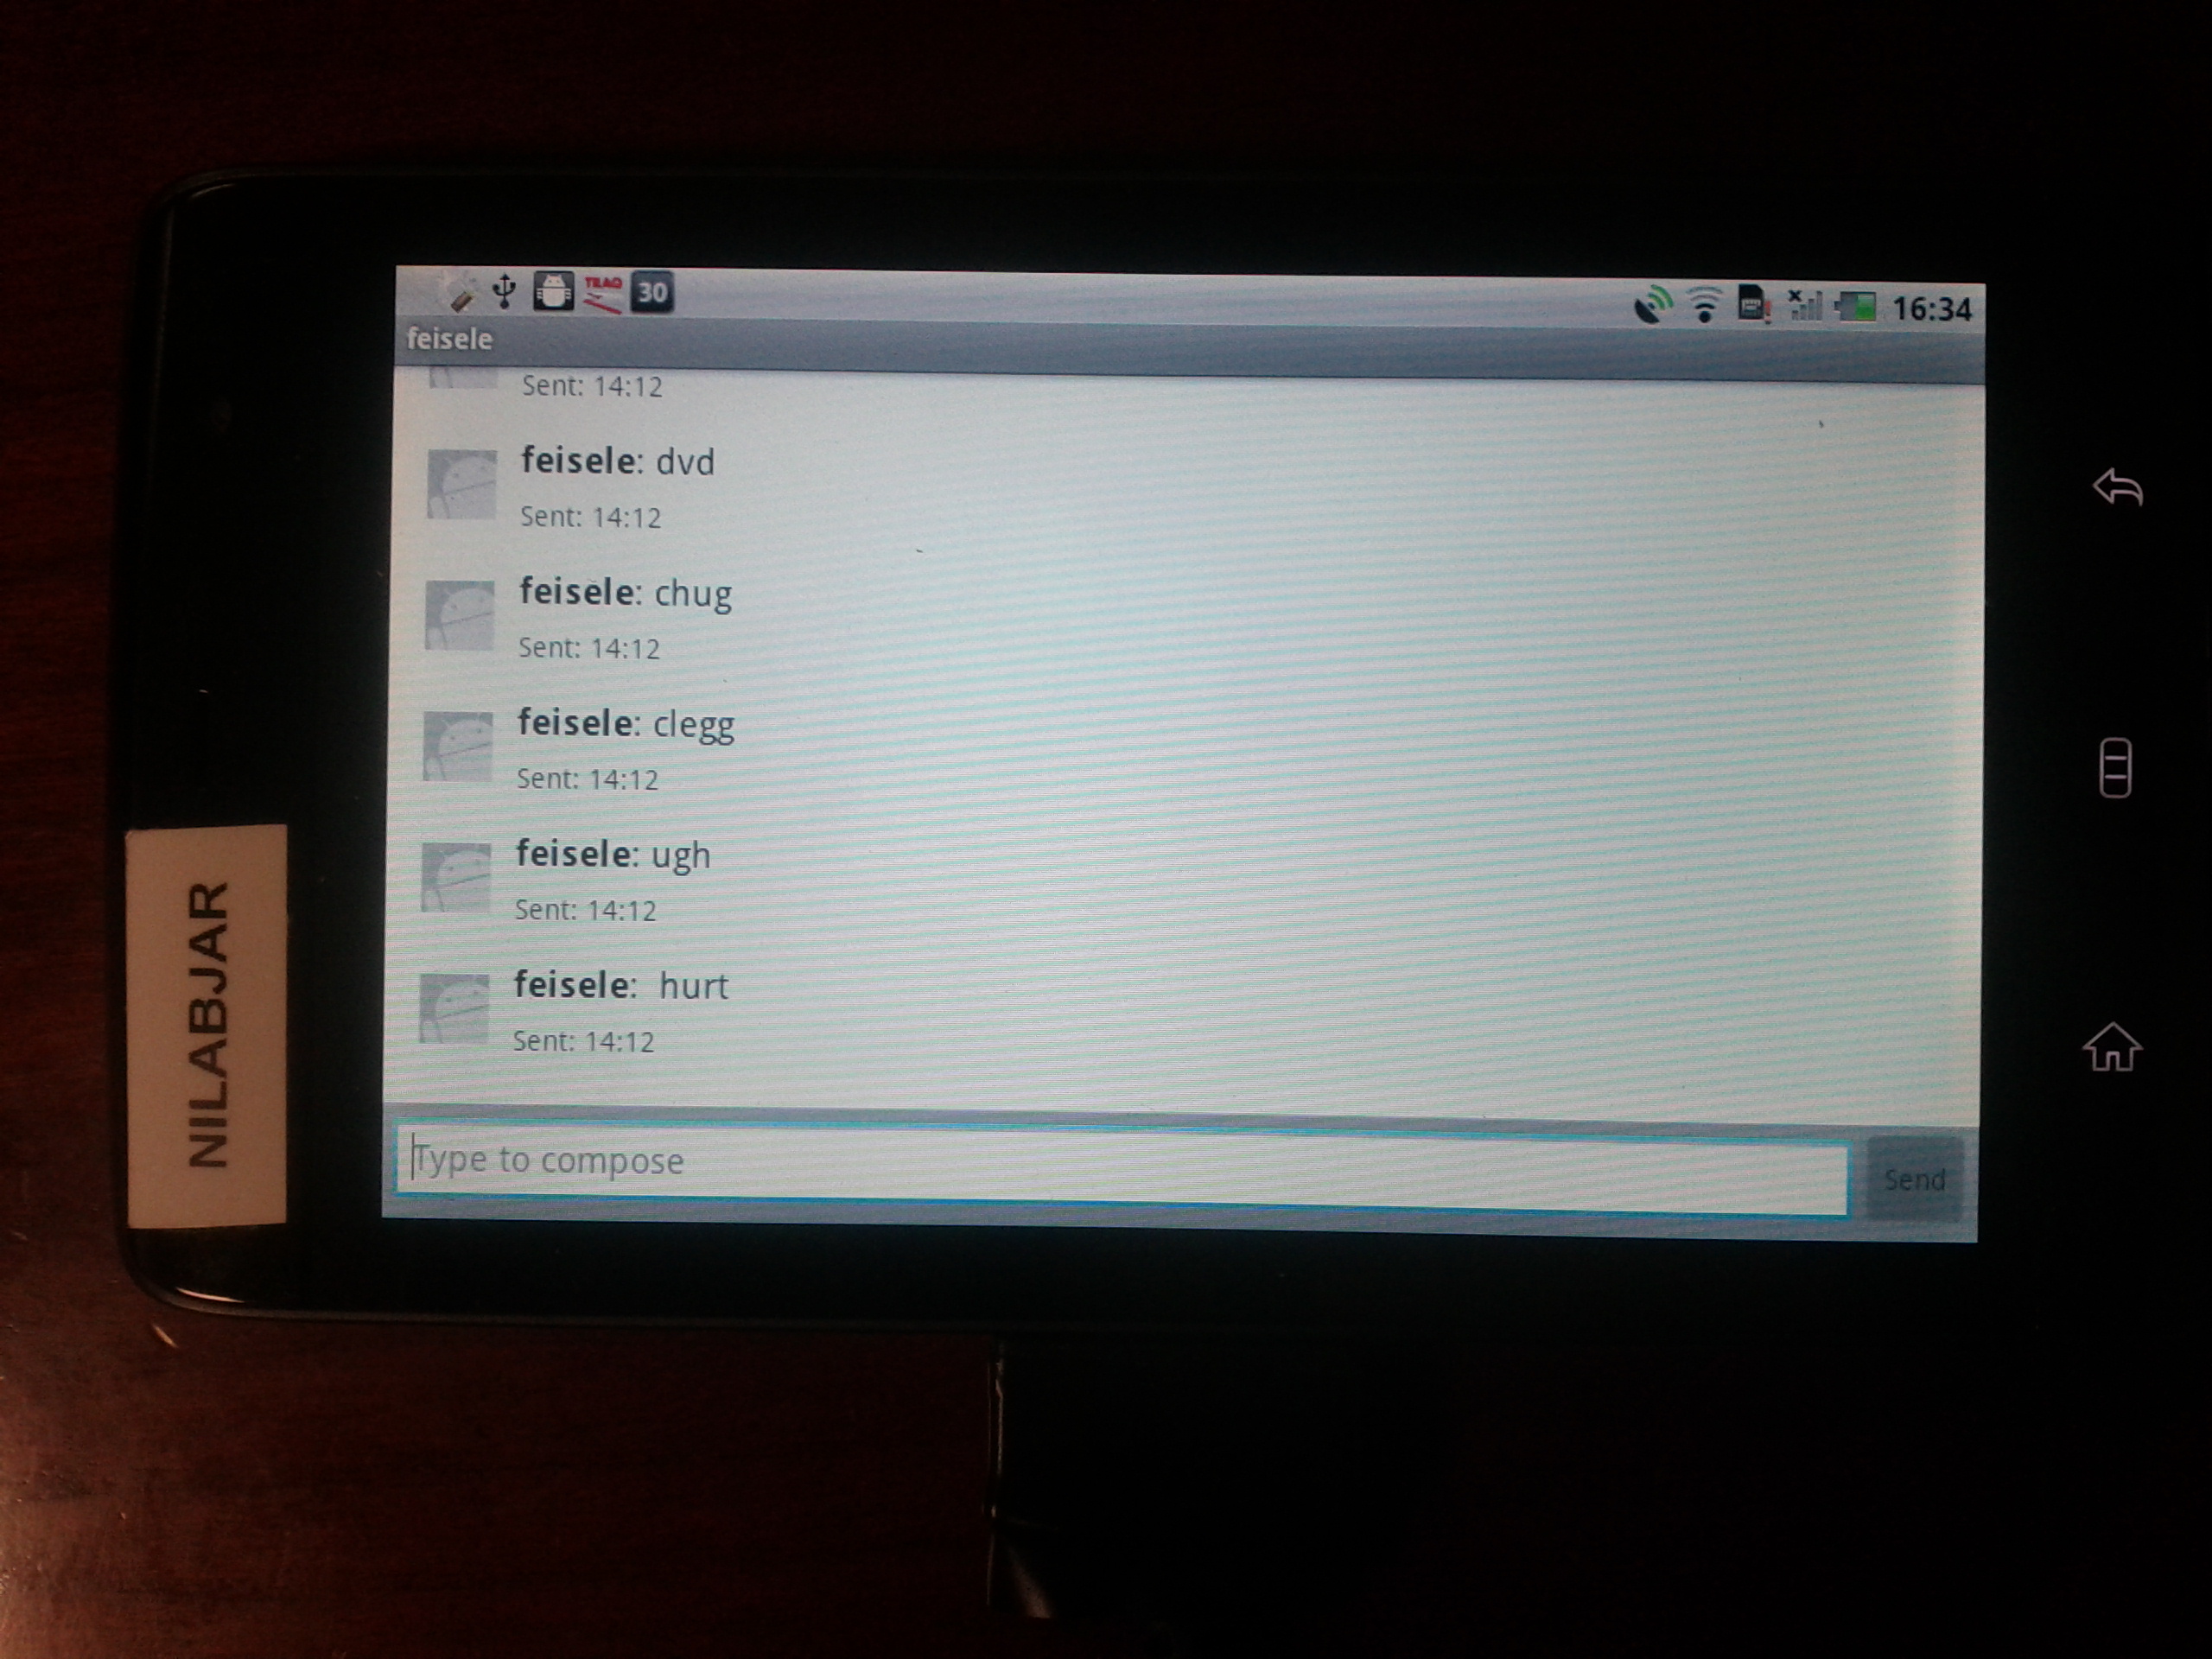 TRAQ
30
16:34
feisele
Sent: 14:12
feisele: dvd
Sent: 14:12
feisele: chug
Sent: 14:12
feisele: clegg
Sent: 14:12
feisele: ugh
Sent: 14:12
feisele:  hurt
Sent: 14:12
Type to compose
Send
NILABJAR